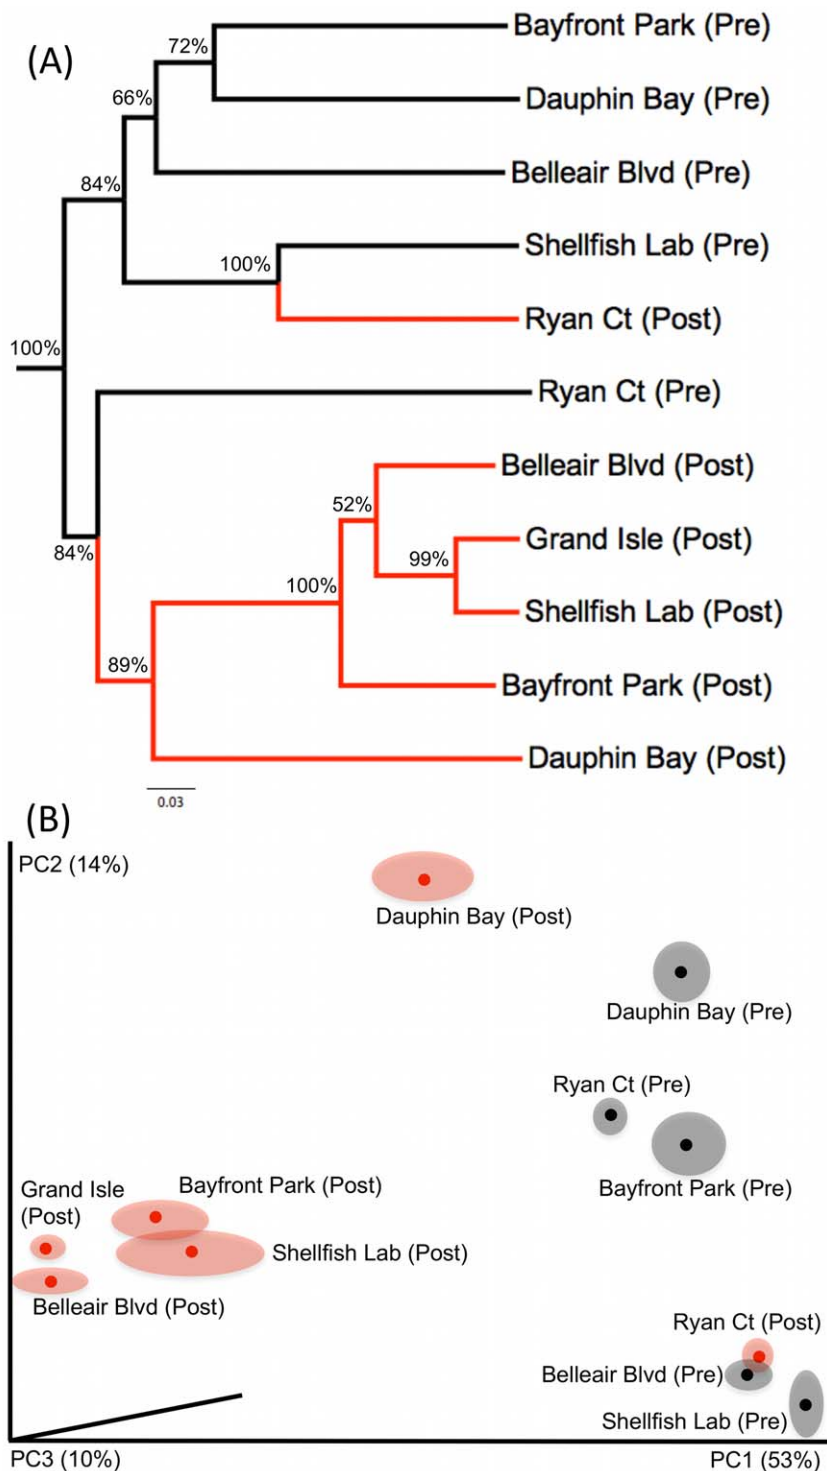 (A)
72%
Bayfront Park (Pre)
66%
Dauphin Bay (Pre)
84%
Belleair Blvd (Pre)
100%
Shellfish Lab (Pre)
Ryan Ct (Post)
100%
Ryan Ct (Pre)
Belleair Blvd (Post)
52%
Grand Isle (Post)
84%
99%
100%
Shellfish Lab (Post)
89%
Bayfront Park (Post)
Dauphin Bay (Post)
0.03
(B)
PC2 (14%)
Dauphin Bay (Post)
Dauphin Bay (Pre)
Ryan Ct (Pre)
Bayfront Park (Pre)
Grand Isle
(Post)
Bayfront Park (Post)
Shellfish Lab (Post)
Belleair Blvd (Post)
Ryan Ct (Post)
Belleair Blvd (Pre)
Shellfish Lab (Pre)
PC3 (10%)
PC1 (53%)